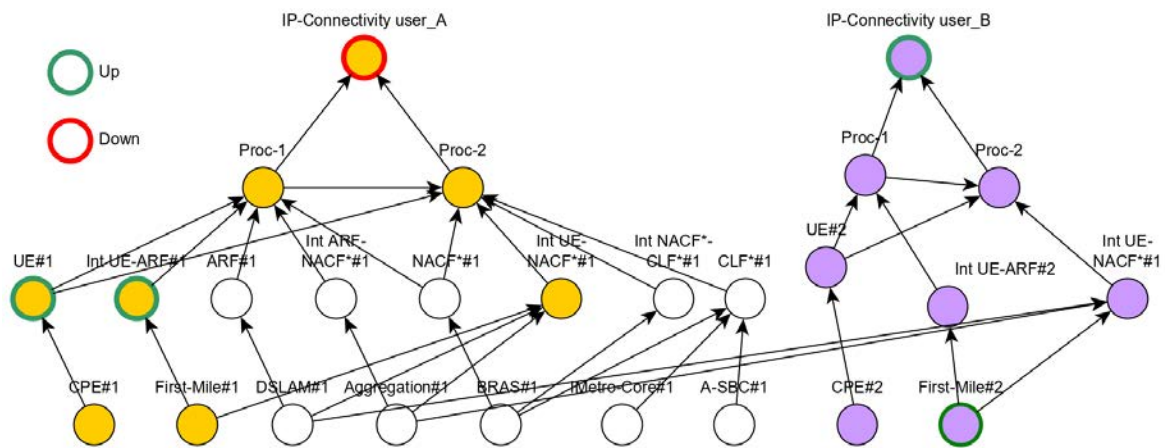 IP-Connectivity user_A
IP-Connectivity user_B
Up
Down
Proc-1
Proc-2
Proc-1
Proc-2
UE#1
Int UE-ARF#1
ARF#1
Int ARF-
NACF*#1
NACF*#1
Int UE-
NACF*#1
Int NACF*-
CLF*#1
CLF*#1
UE#2
Int UE-ARF#2
Int UE-
NACF*#1
CPE#1
First-Mile#1
DSLAM#1
Aggregation#1
BRAS#1
IMetro-Core#1
A-SBC#1
CPE#2
First-Mile#2